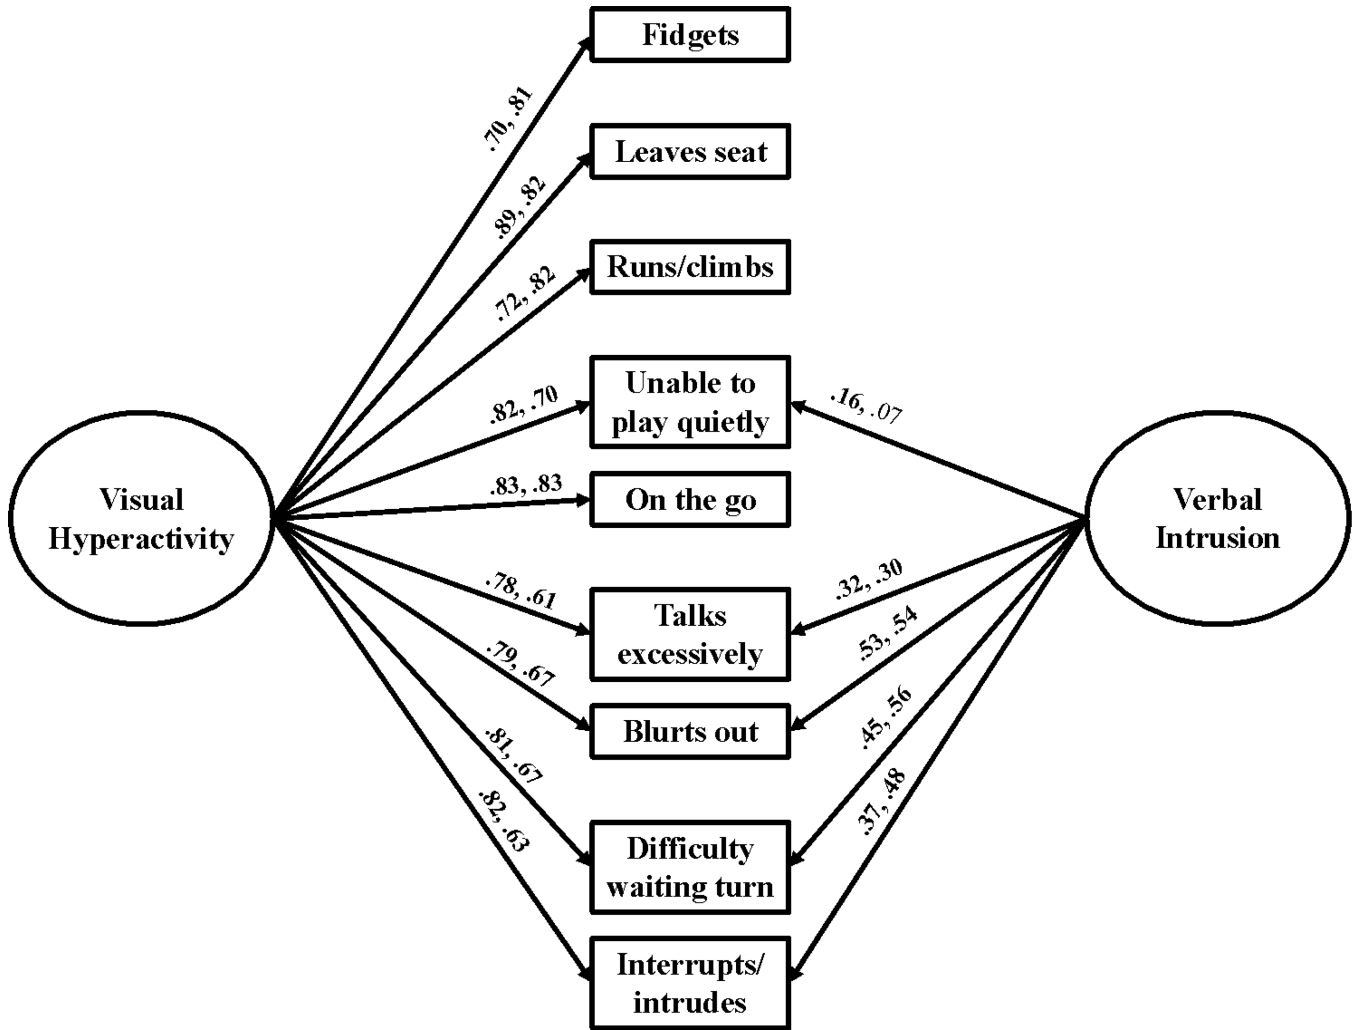 Fidgets
.70, .81
Leaves seat
.89, .82
Runs/climbs
.72, .82
Unable to
play quietly
.82, .70
.16, .07
Visual
Hyperactivity
.83, .83
On the go
Verbal
Intrusion
.78, .61
Talks
excessively
.32, .30
.79, .67
Blurts out
.53, .54
.81, .67
Difficulty
waiting turn
.45, .56
.82, .63
Interrupts/
intrudes
.37, .48